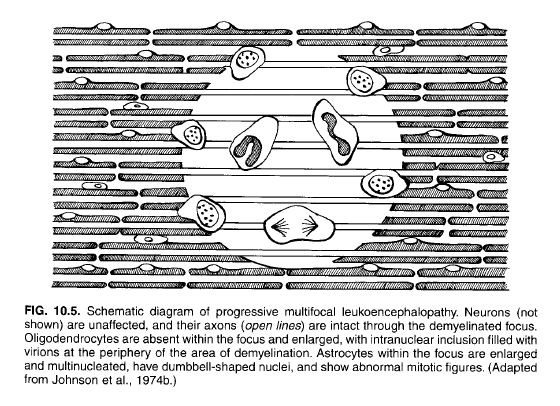 FIG. 10.5. Schematic diagram of progressive multifocal leukoencephalopathy. Neurons (not
shown) are unaffected, and their axons (open lines) are intact through the demyelinated focus.
Oligodendrocytes are absent within the focus and enlarged, with intranuclear inclusion filled with
virions at the periphery of the area of demyelination. Astrocytes within the focus are enlarged
and multinucleated, have dumbbell-shaped nuclei, and show abnormal mitotic figures. (Adapted
from Johnson et al., 1974b.)